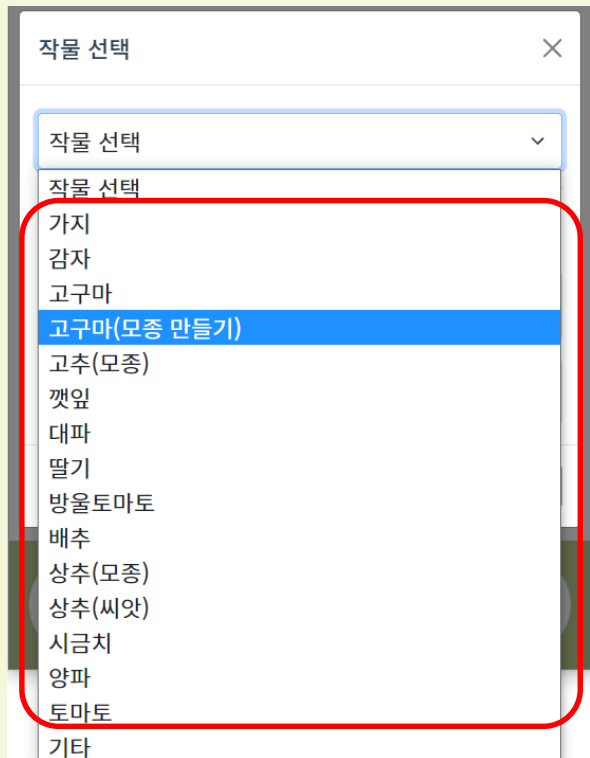 작물 선택
작물 선택
작물 선택
가지
감자
고구마
고구마(모종 만들기)
고추(모종)
깻잎
대파
딸기
방울토마토
배추
상추(모종)
상추(씨앗)
시금치
양파
토마토
기타